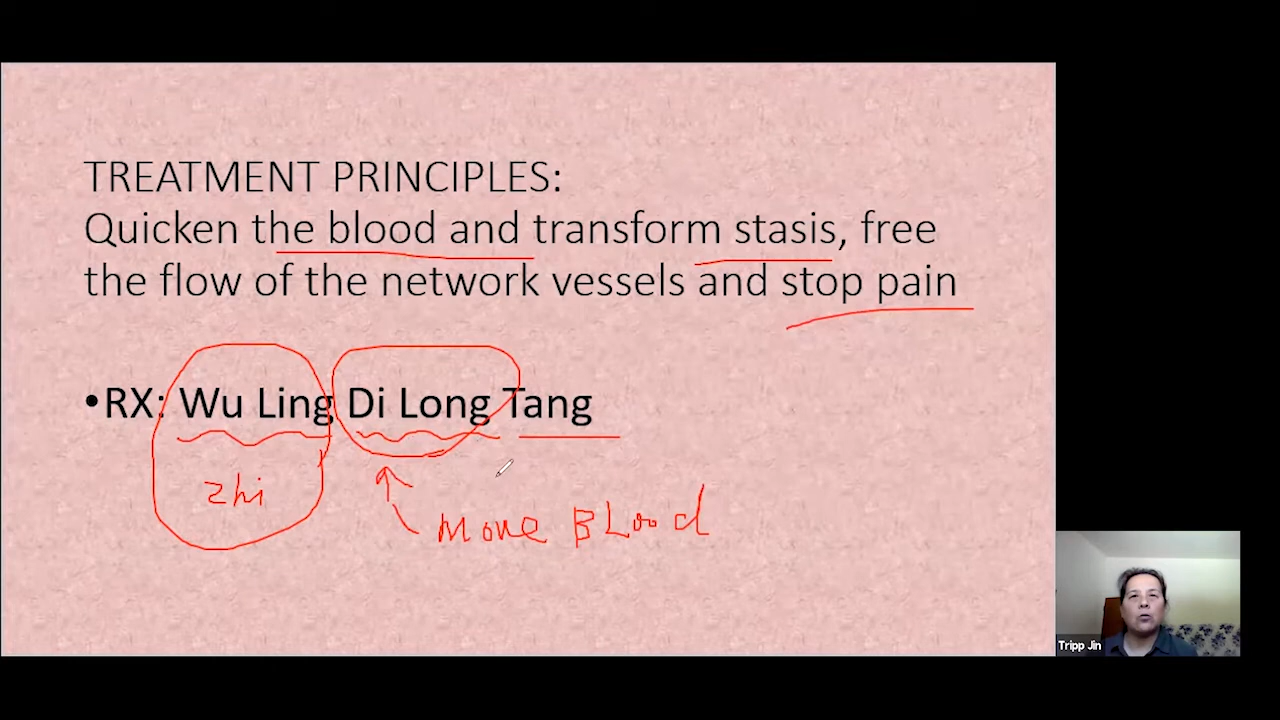 TREATMENT PRINCIPLES:
Quicken the blood and transform stasis, free
the flow of the network vessels and stop pain
•RX: Wu Ling Di Long Tang
Zhi
Move Blood
Tripp Jin